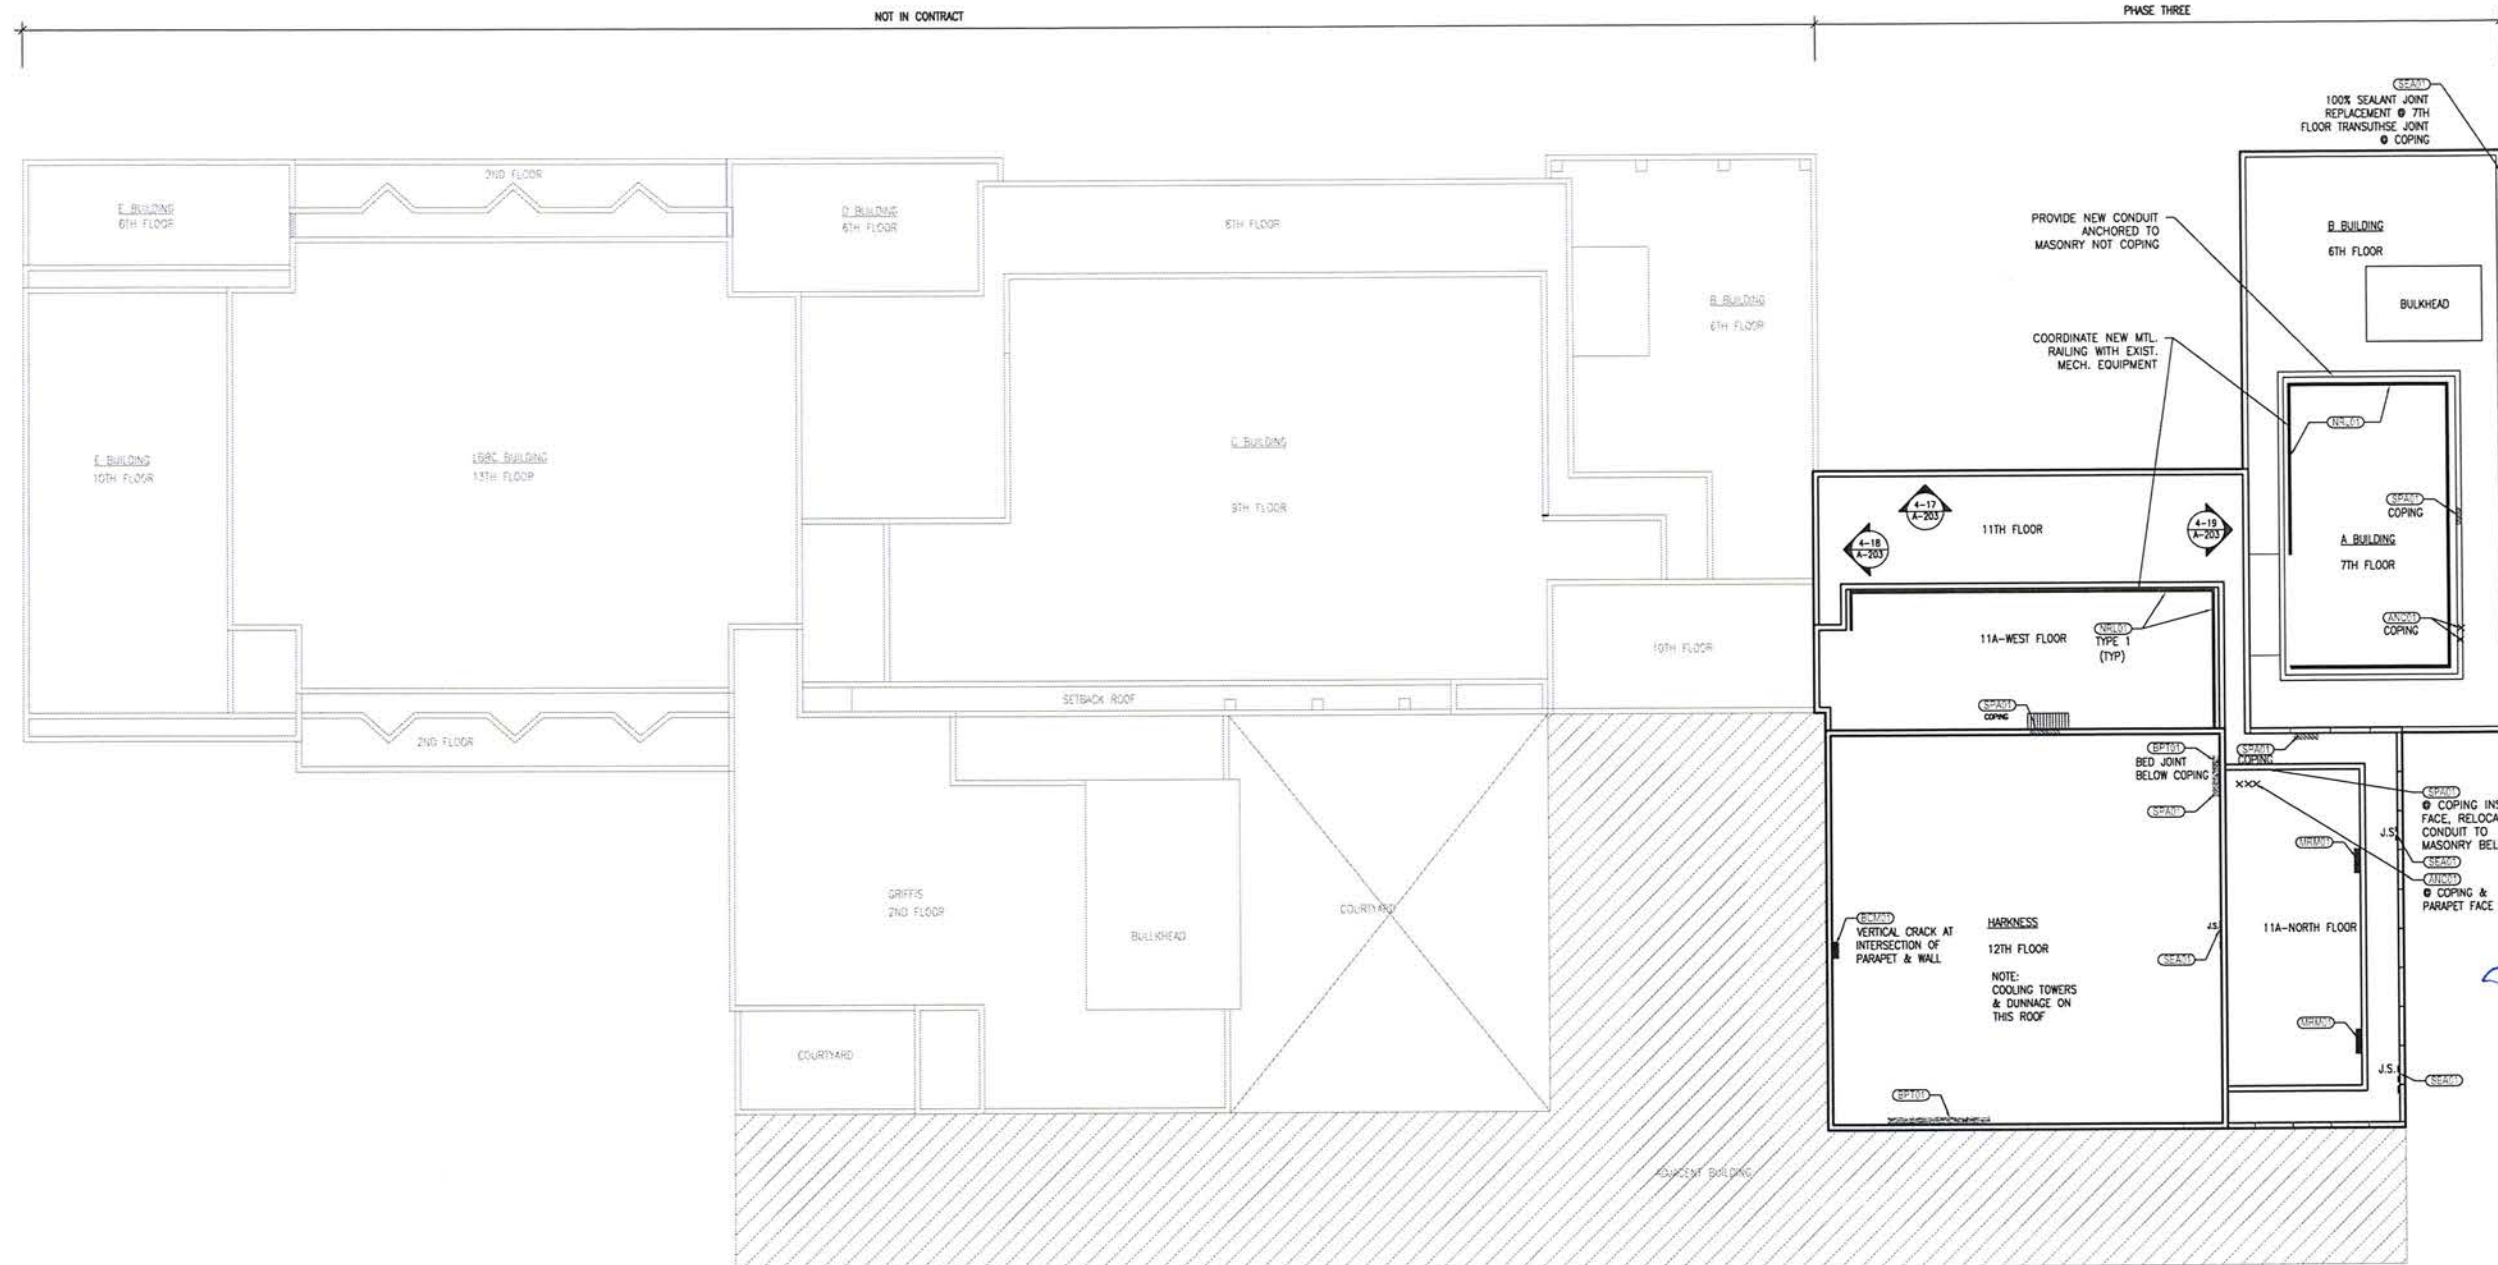 NOT IN CONTRACT
PHASE THREE
SEA01
100% SEALANT JOINT
REPLACEMENT @ 7TH
FLOOR TRANSUTHSE JOINT
@ COPING
E BUILDING
6TH FLOOR
2ND FLOOR
D BUILDING
6TH FLOOR
6TH FLOOR
B BUILDING
6TH FLOOR
PROVIDE NEW CONDUIT
ANCHORED TO
MASONRY NOT COPING
B BUILDING
6TH FLOOR
BULKHEAD
COORDINATE NEW MTL.
RAILING WITH EXIST.
MECH. EQUIPMENT
NRL01
E BUILDING
10TH FLOOR
BUILDING
13TH FLOOR
C BUILDING
9TH FLOOR
4-17
A-203
4-18
A-203
11TH FLOOR
4-19
A-203
SPA01
COPING
A BUILDING
7TH FLOOR
ANC01
COPING
11A-WEST FLOOR
NRL01
TYPE 1
(TYP)
10TH FLOOR
SETBACK ROOF
SPA01
COPING
2ND FLOOR
BPT01
BED JOINT
BELOW COPING
SPA01
SPA01
COPING
SPA01
@ COPING INS
FACE, RELOCA
CONDUIT TO
MASONRY BEL
J.S.
SEA01
ANC01
@ COPING &
PARAPET FACE
MRM01
GRIFFIS
2ND FLOOR
BULLKHEAD
COURTYARD
BCM01
VERTICAL CRACK AT
INTERSECTION OF
PARAPET & WALL
HARKNESS
12TH FLOOR
NOTE:
COOLING TOWERS
& DUNNAGE ON
THIS ROOF
J.S.
SEA01
11A-NORTH FLOOR
MRM01
COURTYARD
J.S.
SEA01
BPT01
ADJACENT BUILDING